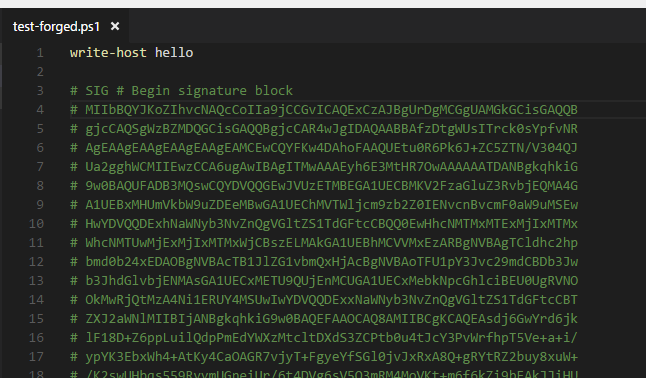 test-forged.ps1 ×
1 write-host hello
2
3 # SIG # Begin signature block
4 # MIIbBQYJKoZIhvcNAQcCoIIa9jCCGvICAQExCzAJBgUrDgMCGgUAMGkGCisGAQQB
5 # gjcCAQSgWzBZMDQGCisGAQQBgjcCAR4wJgIDAQAABBAfzDtgWUsITrck0sYpfvNR
6 # AgEAAgEAAgEAAgEAAgEAMCEwCQYFKw4DAhoFAAQUEtu0R6Pk6J+ZC5ZTN/V304QJ
7 # Ua2gghWCMIIEwzCCA6ugAwIBAgITMwAAAEyh6E3MtHR7OwAAAAAATDANBgkqhkiG
8 # 9w0BAQUFADB3MQswCQYDVQQGEwJVUzETMBEGA1UECBMKV2FzaGluZ3RvbjEQMA4G
9 # A1UEBxMHUmVkbW9uZDEeMBwGA1UEChMVTWljcm9zb2Z0IENvcnBvcmF0aW9uMSEw
10 # HwYDVQQDExhNaWNyb3NvZnQgVGltZS1TdGFtcCBQQ0EwHhcNMTMxMTExMjIxMTMx
11 # WhcNMTUwMjExMjIxMTMxWjCBszELMAkGA1UEBhMCVVMxEzARBgNVBAgTCldhc2hp
12 # bmd0b24xEDAOBgNVBAcTB1JlZG1vbmQxHjAcBgNVBAoTFU1pY3Jvc29mdCBDb3Jw
13 # b3JhdGlvbjENMAsGA1UECxMETU9QUjEnMCUGA1UECxMebkNpcGhlciBEU0UgRVNO
14 # OkMwRjQtMzA4Ni1ERUY4MSUwIwYDVQQDExxNaWNyb3NvZnQgVGltZS1TdGFtcCBT
15 # ZXJ2aWNlMIIBIjANBgkqhkiG9w0BAQEFAAOCAQ8AMIIBCgKCAQEAsdj6GwYrd6jk
16 # lF18D+Z6ppLuilQdpPmEdYWXzMtcltDXdS3ZCPtb0u4tJcY3PvWrfhpT5Ve+a+i/
17 # ypYK3EbxWh4+AtKy4CaOAGR7vjyT+FgyeYfSGl0jvJxRxA8Q+gRYtRZ2buy8xuW+
18